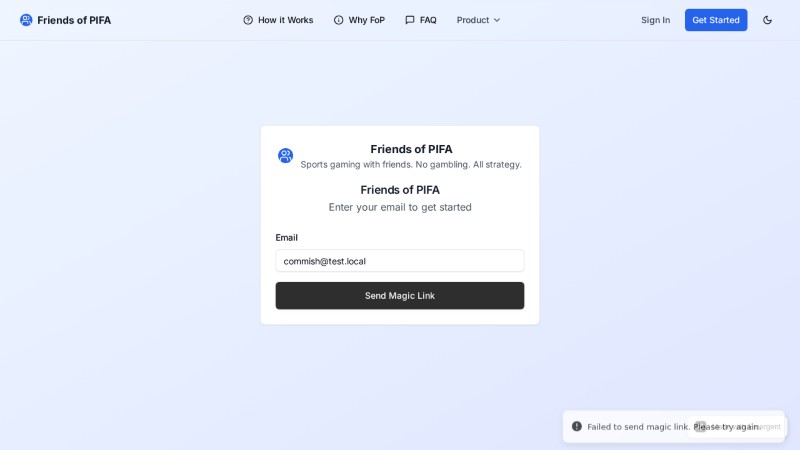 Friends of PIFA
How it Works
Why FoP
FAQ
Product
Sign In
Get Started
Friends of PIFA
Sports gaming with friends. No gambling. All strategy.
Friends of PIFA
Enter your email to get started
Email
commish@test.local
Send Magic Link
Failed to send magic link. Please try again.